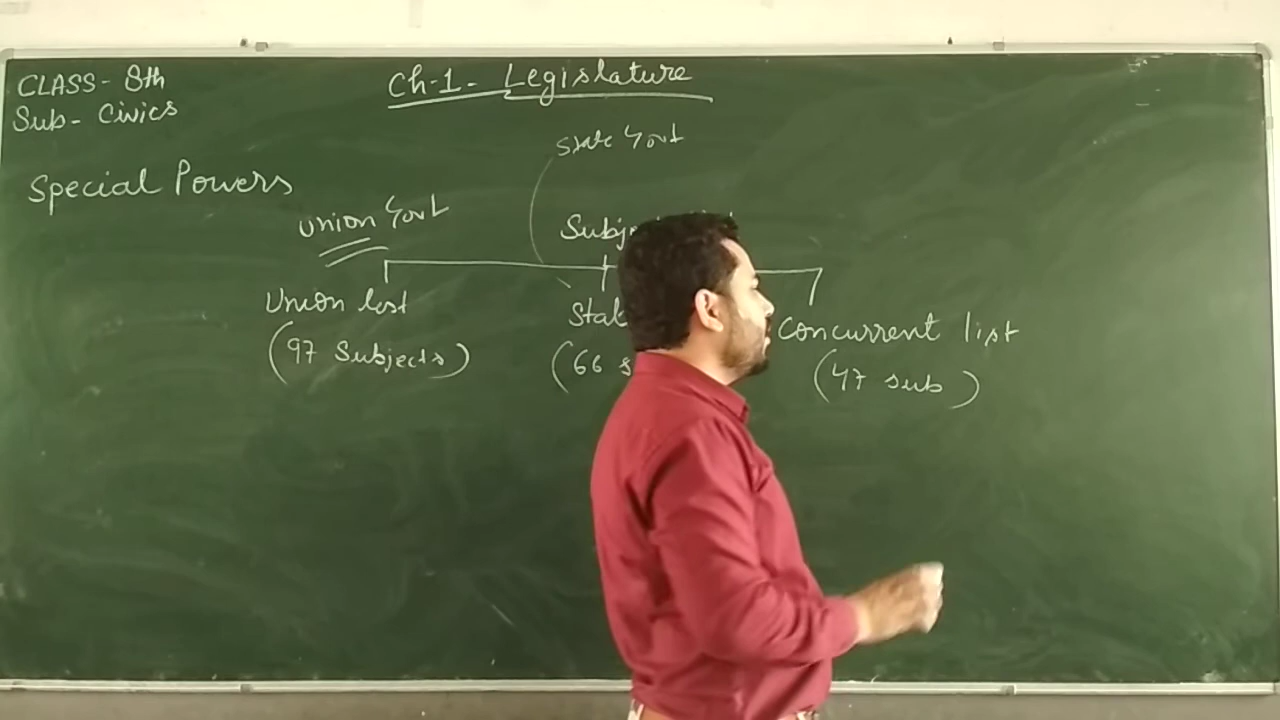 CLASS- 8th
Sub- Civics
Ch-1- Legislature
Special Powers
State Govt
Union Govt
Union List
(97 Subjects)
(66
Concurrent list
(47 sub)